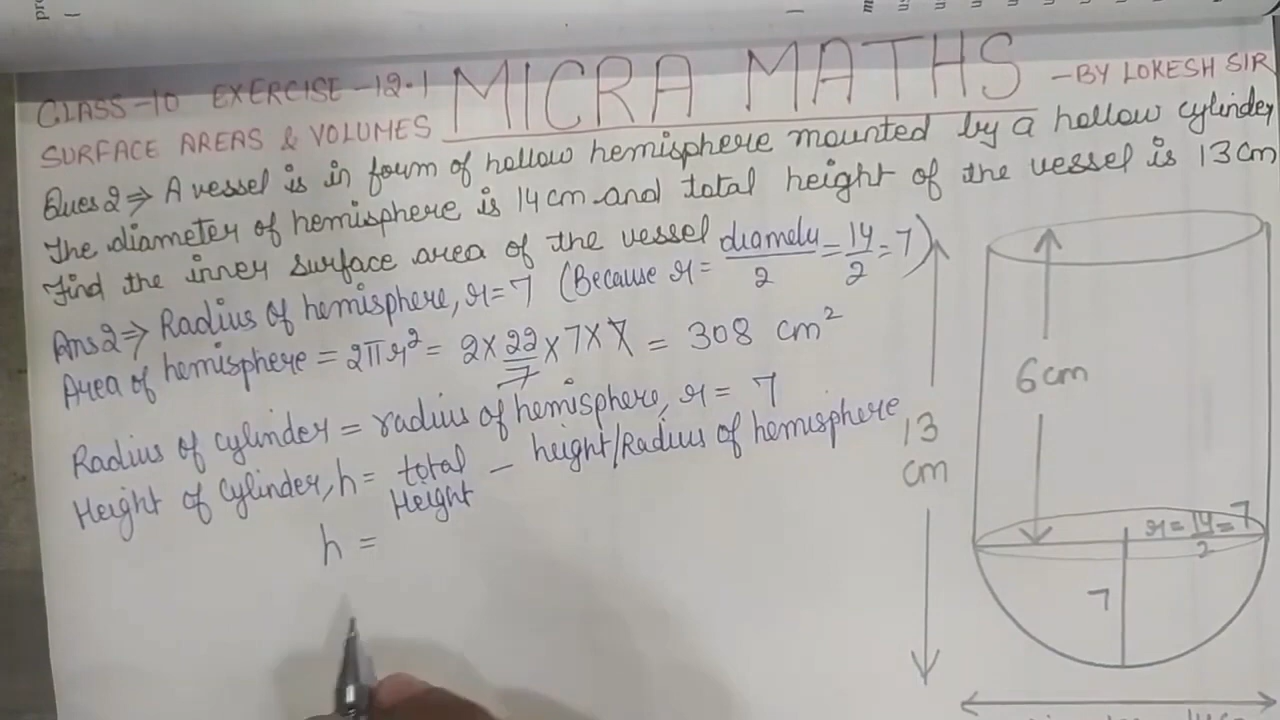 CLASS-10 EXERCISE-12.1 MICRA MATHS -BY LOKESH SIR
SURFACE AREAS & VOLUMES
Ques2⇒ A vessel is in form of hollow hemisphere mounted by a hollow cylinder
The diameter of hemisphere is 14 cm and total height of the vessel is 13 cm
Find the inner surface area of the vessel
Ans2⇒ Radius of hemisphere, r=7 (Because r= diameter/2 = 14/2 = 7)
Area of hemisphere = 2πr² = 2×22/7×7×7 = 308 cm²
Radius of cylinder = radius of hemisphere, r = 7
Height of cylinder, h = total Height - height/Radius of hemisphere
h =
6cm
13
cm
r=14/2=7
7